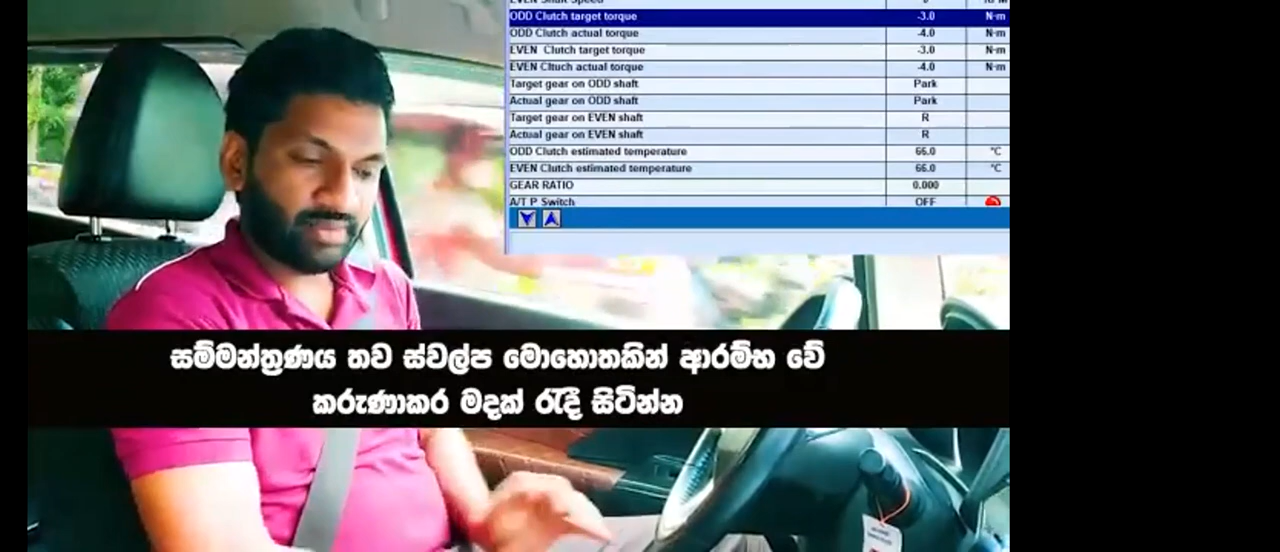 ODD Clutch target torque -3.0 N-m
ODD Clutch actual torque -4.0 N-m
EVEN Clutch target torque -3.0 N-m
EVEN Cltuch actual torque -4.0 N-m
Target gear on ODD shaft Park
Actual gear on ODD shaft Park
Target gear on EVEN shaft R
Actual gear on EVEN shaft R
ODD Clutch estimated temperature 66.0 °C
EVEN Clutch estimated temperature 66.0 °C
GEAR RATIO 0.000
A/T P Switch OFF
සම්මන්ත්‍රණය තව ස්වල්ප මොහොතකින් ආරම්භ වේ
කරුණාකර මදක් රැදී සිටින්න